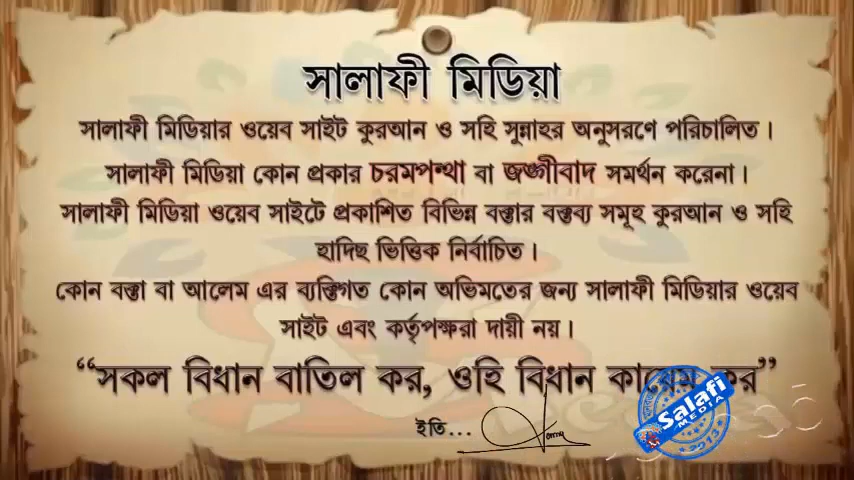 সালাফী মিডিয়া
সালাফী মিডিয়ার ওয়েব সাইট কুরআন ও সহি সুন্নাহর অনুসরণে পরিচালিত।
সালাফী মিডিয়া কোন প্রকার চরমপন্থা বা জঙ্গীবাদ সমর্থন করেনা।
সালাফী মিডিয়া ওয়েব সাইটে প্রকাশিত বিভিন্ন বক্তার বক্তব্য সমূহ কুরআন ও সহি
হাদিছ ভিত্তিক নির্বাচিত।
কোন বক্তা বা আলেম এর ব্যক্তিগত কোন অভিমতের জন্য সালাফী মিডিয়ার ওয়েব
সাইট এবং কর্তৃপক্ষরা দায়ী নয়।
“সকল বিধান বাতিল কর, ওহি বিধান কায়েম কর”
ইতি...
Salafi
MEDIA
2013